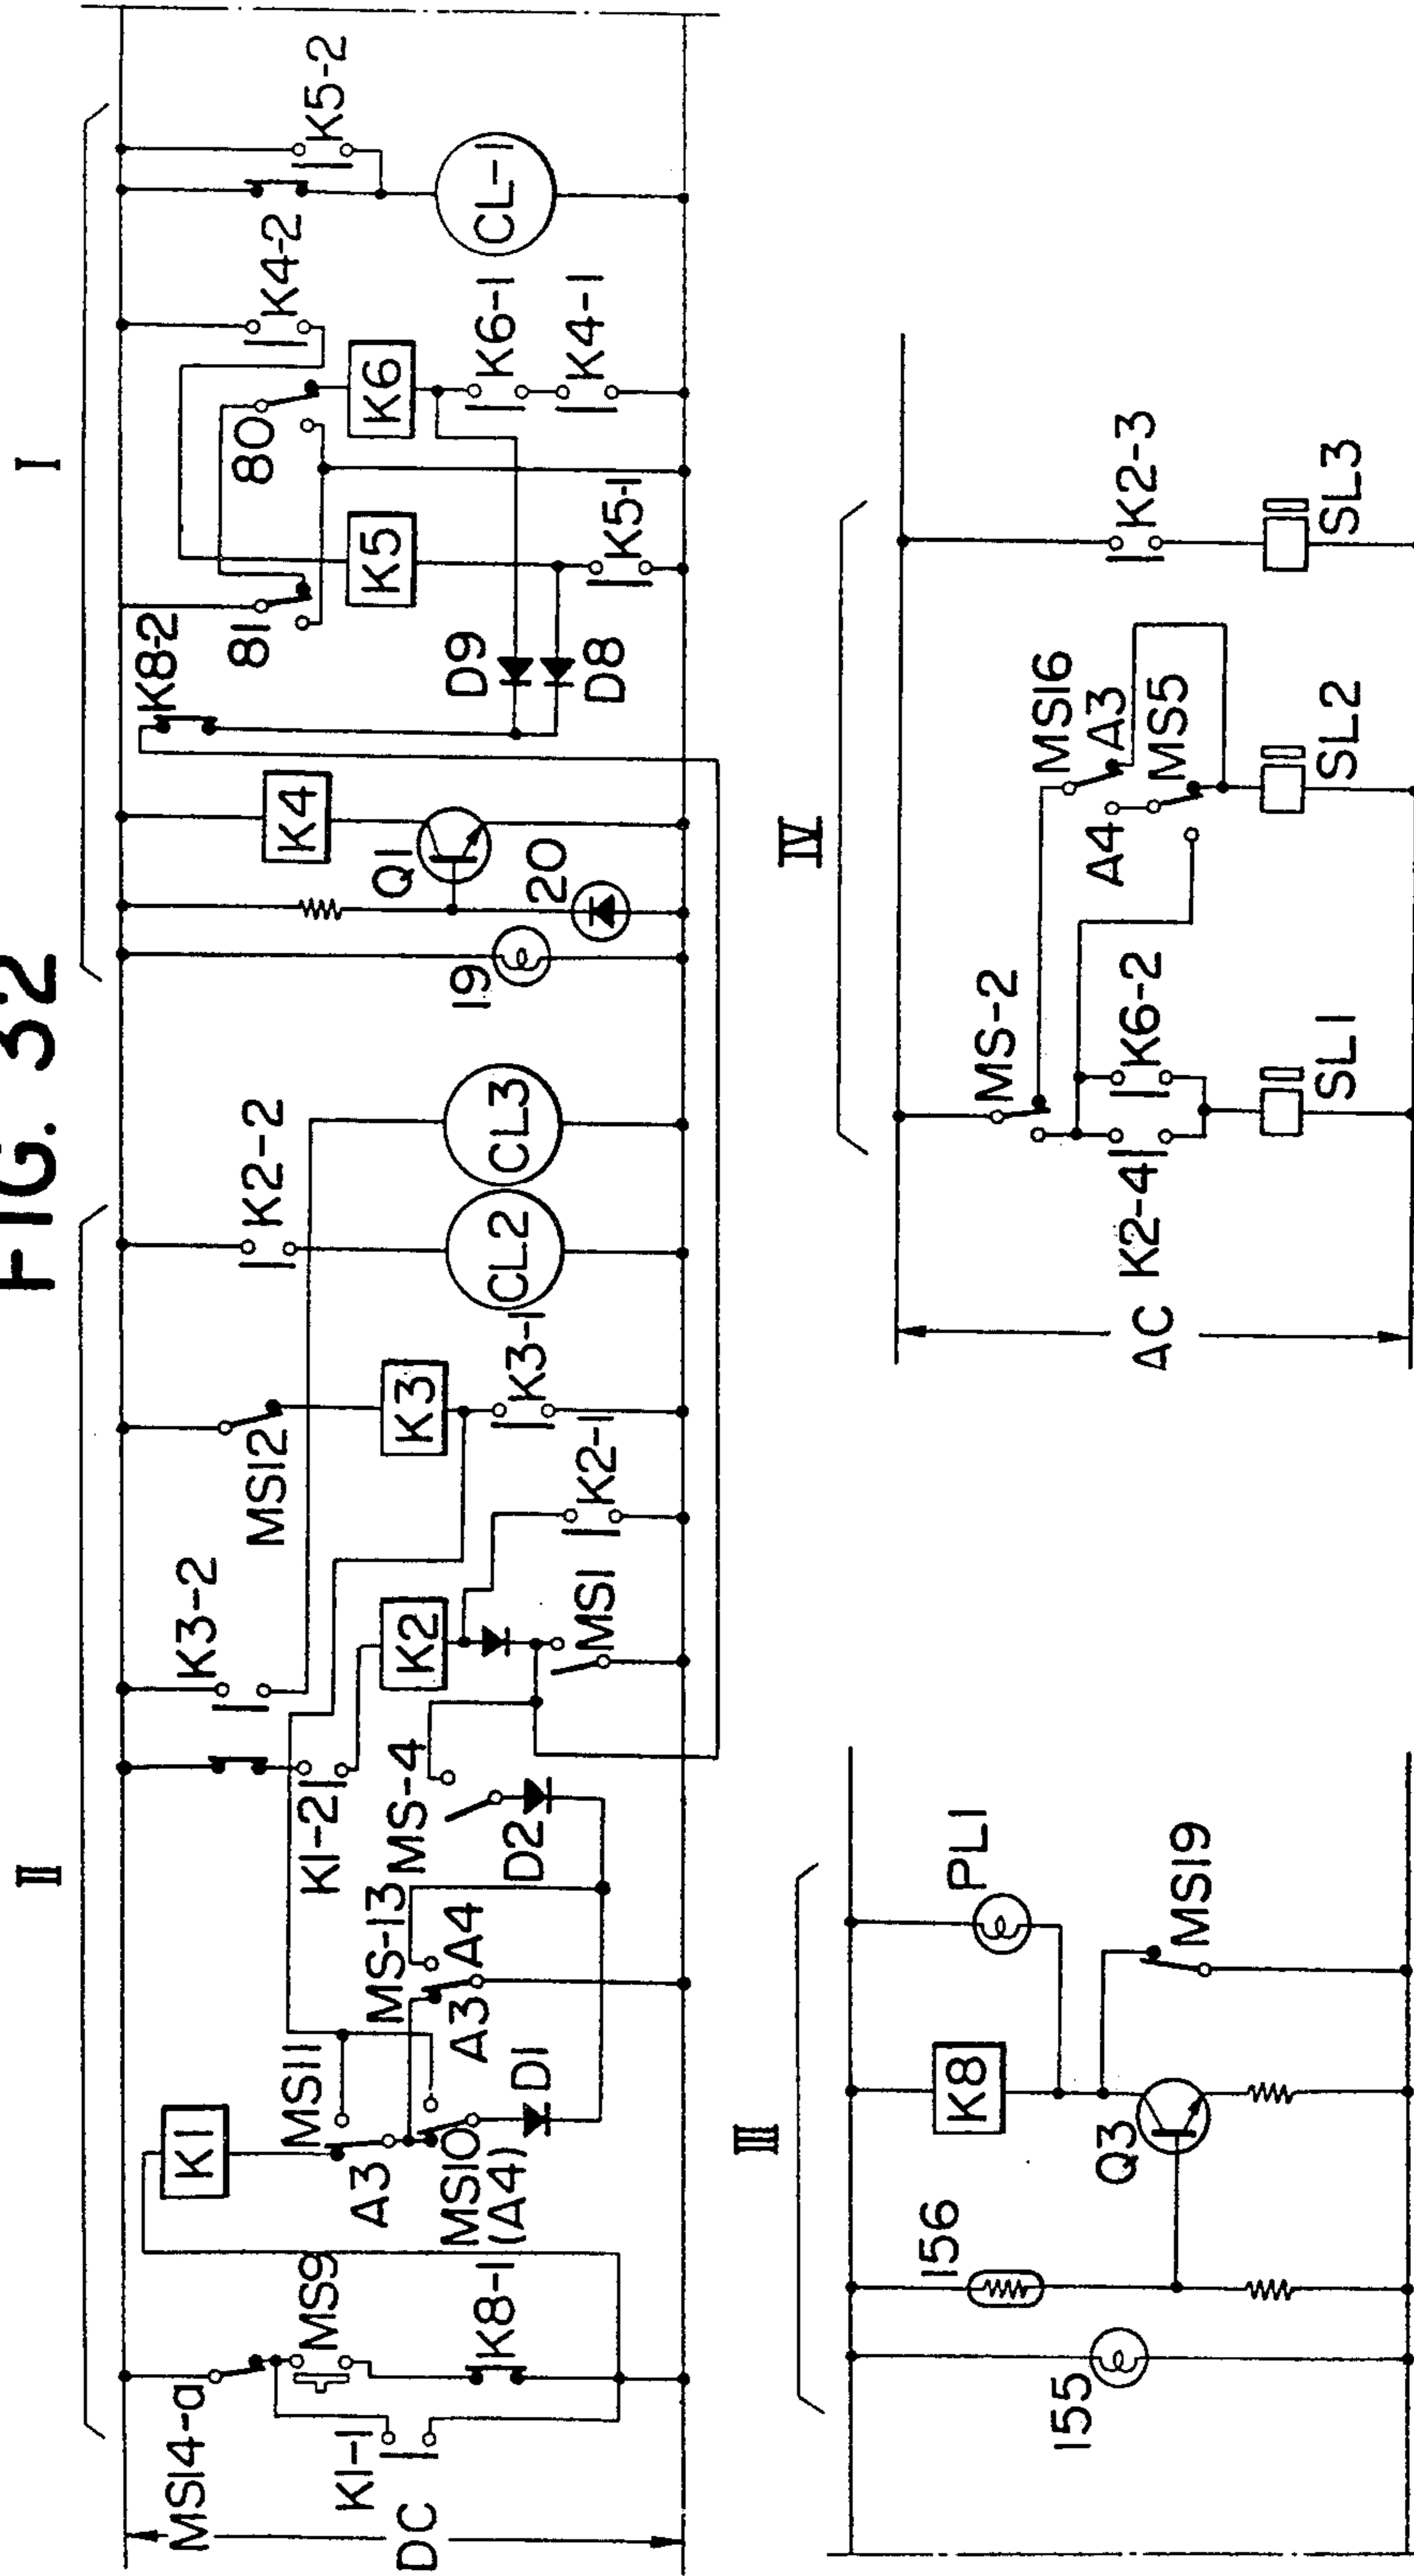 FIG. 32
II
I
MS14-a
MS9
K1-1
K8-1
DC
K1
MS11
A3
MS10
(A4)
D1
MS-13
A3
A4
MS-4
D2
K1-2
K3-2
K2
MS1
K2-1
MS12
K3
K3-1
K2-2
CL2
CL3
19
20
Q1
K4
K8-2
81
80
D9
D8
K5
K5-1
K6
K6-1
K4-1
K4-2
K5-2
CL-1
III
155
156
Q3
K8
PL1
MS19
IV
AC
MS-2
K2-4
K6-2
SL1
MS16
A3
A4
MS5
SL2
K2-3
SL3